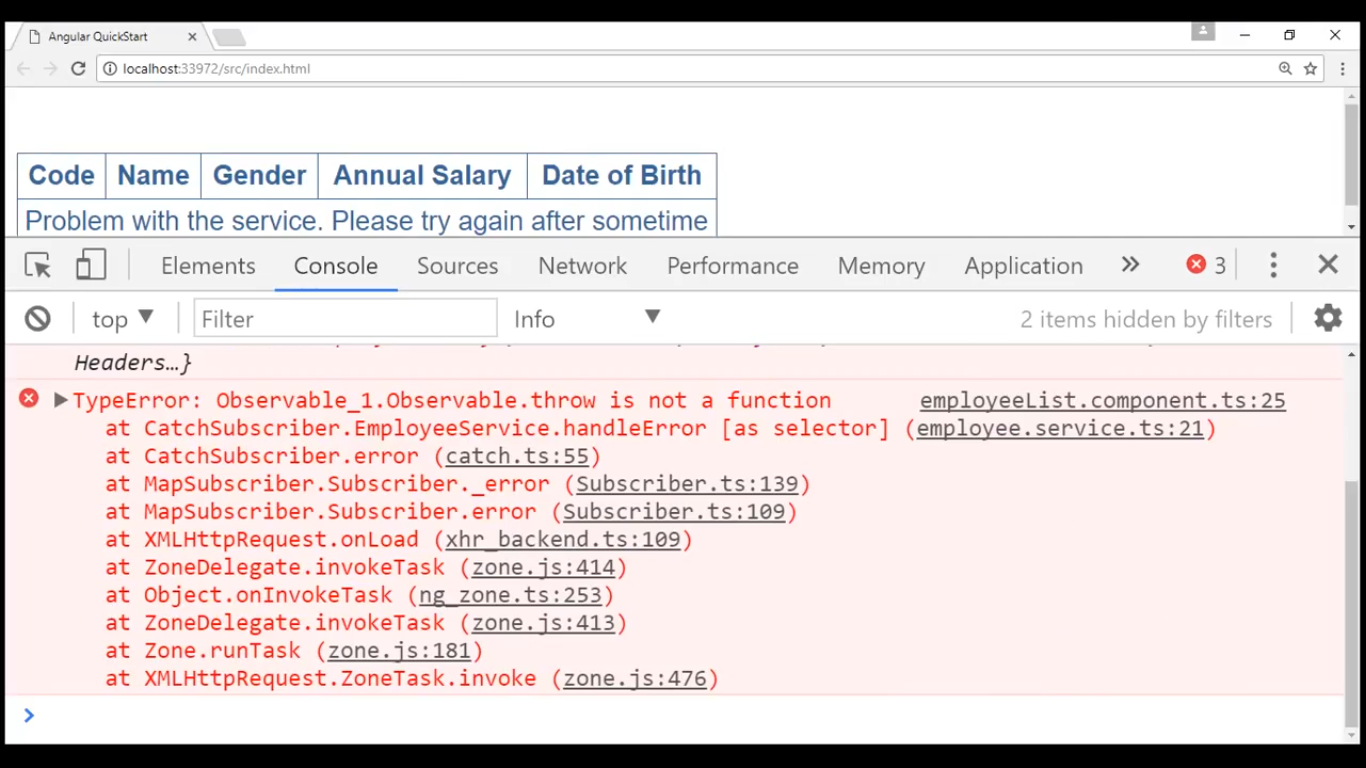 Angular QuickStart
localhost:33972/src/index.html
Code Name Gender Annual Salary Date of Birth
Problem with the service. Please try again after sometime
Elements Console Sources Network Performance Memory Application » 3
top Filter Info 2 items hidden by filters
Headers…}
TypeError: Observable_1.Observable.throw is not a function employeeList.component.ts:25
at CatchSubscriber.EmployeeService.handleError [as selector] (employee.service.ts:21)
at CatchSubscriber.error (catch.ts:55)
at MapSubscriber.Subscriber._error (Subscriber.ts:139)
at MapSubscriber.Subscriber.error (Subscriber.ts:109)
at XMLHttpRequest.onLoad (xhr_backend.ts:109)
at ZoneDelegate.invokeTask (zone.js:414)
at Object.onInvokeTask (ng_zone.ts:253)
at ZoneDelegate.invokeTask (zone.js:413)
at Zone.runTask (zone.js:181)
at XMLHttpRequest.ZoneTask.invoke (zone.js:476)